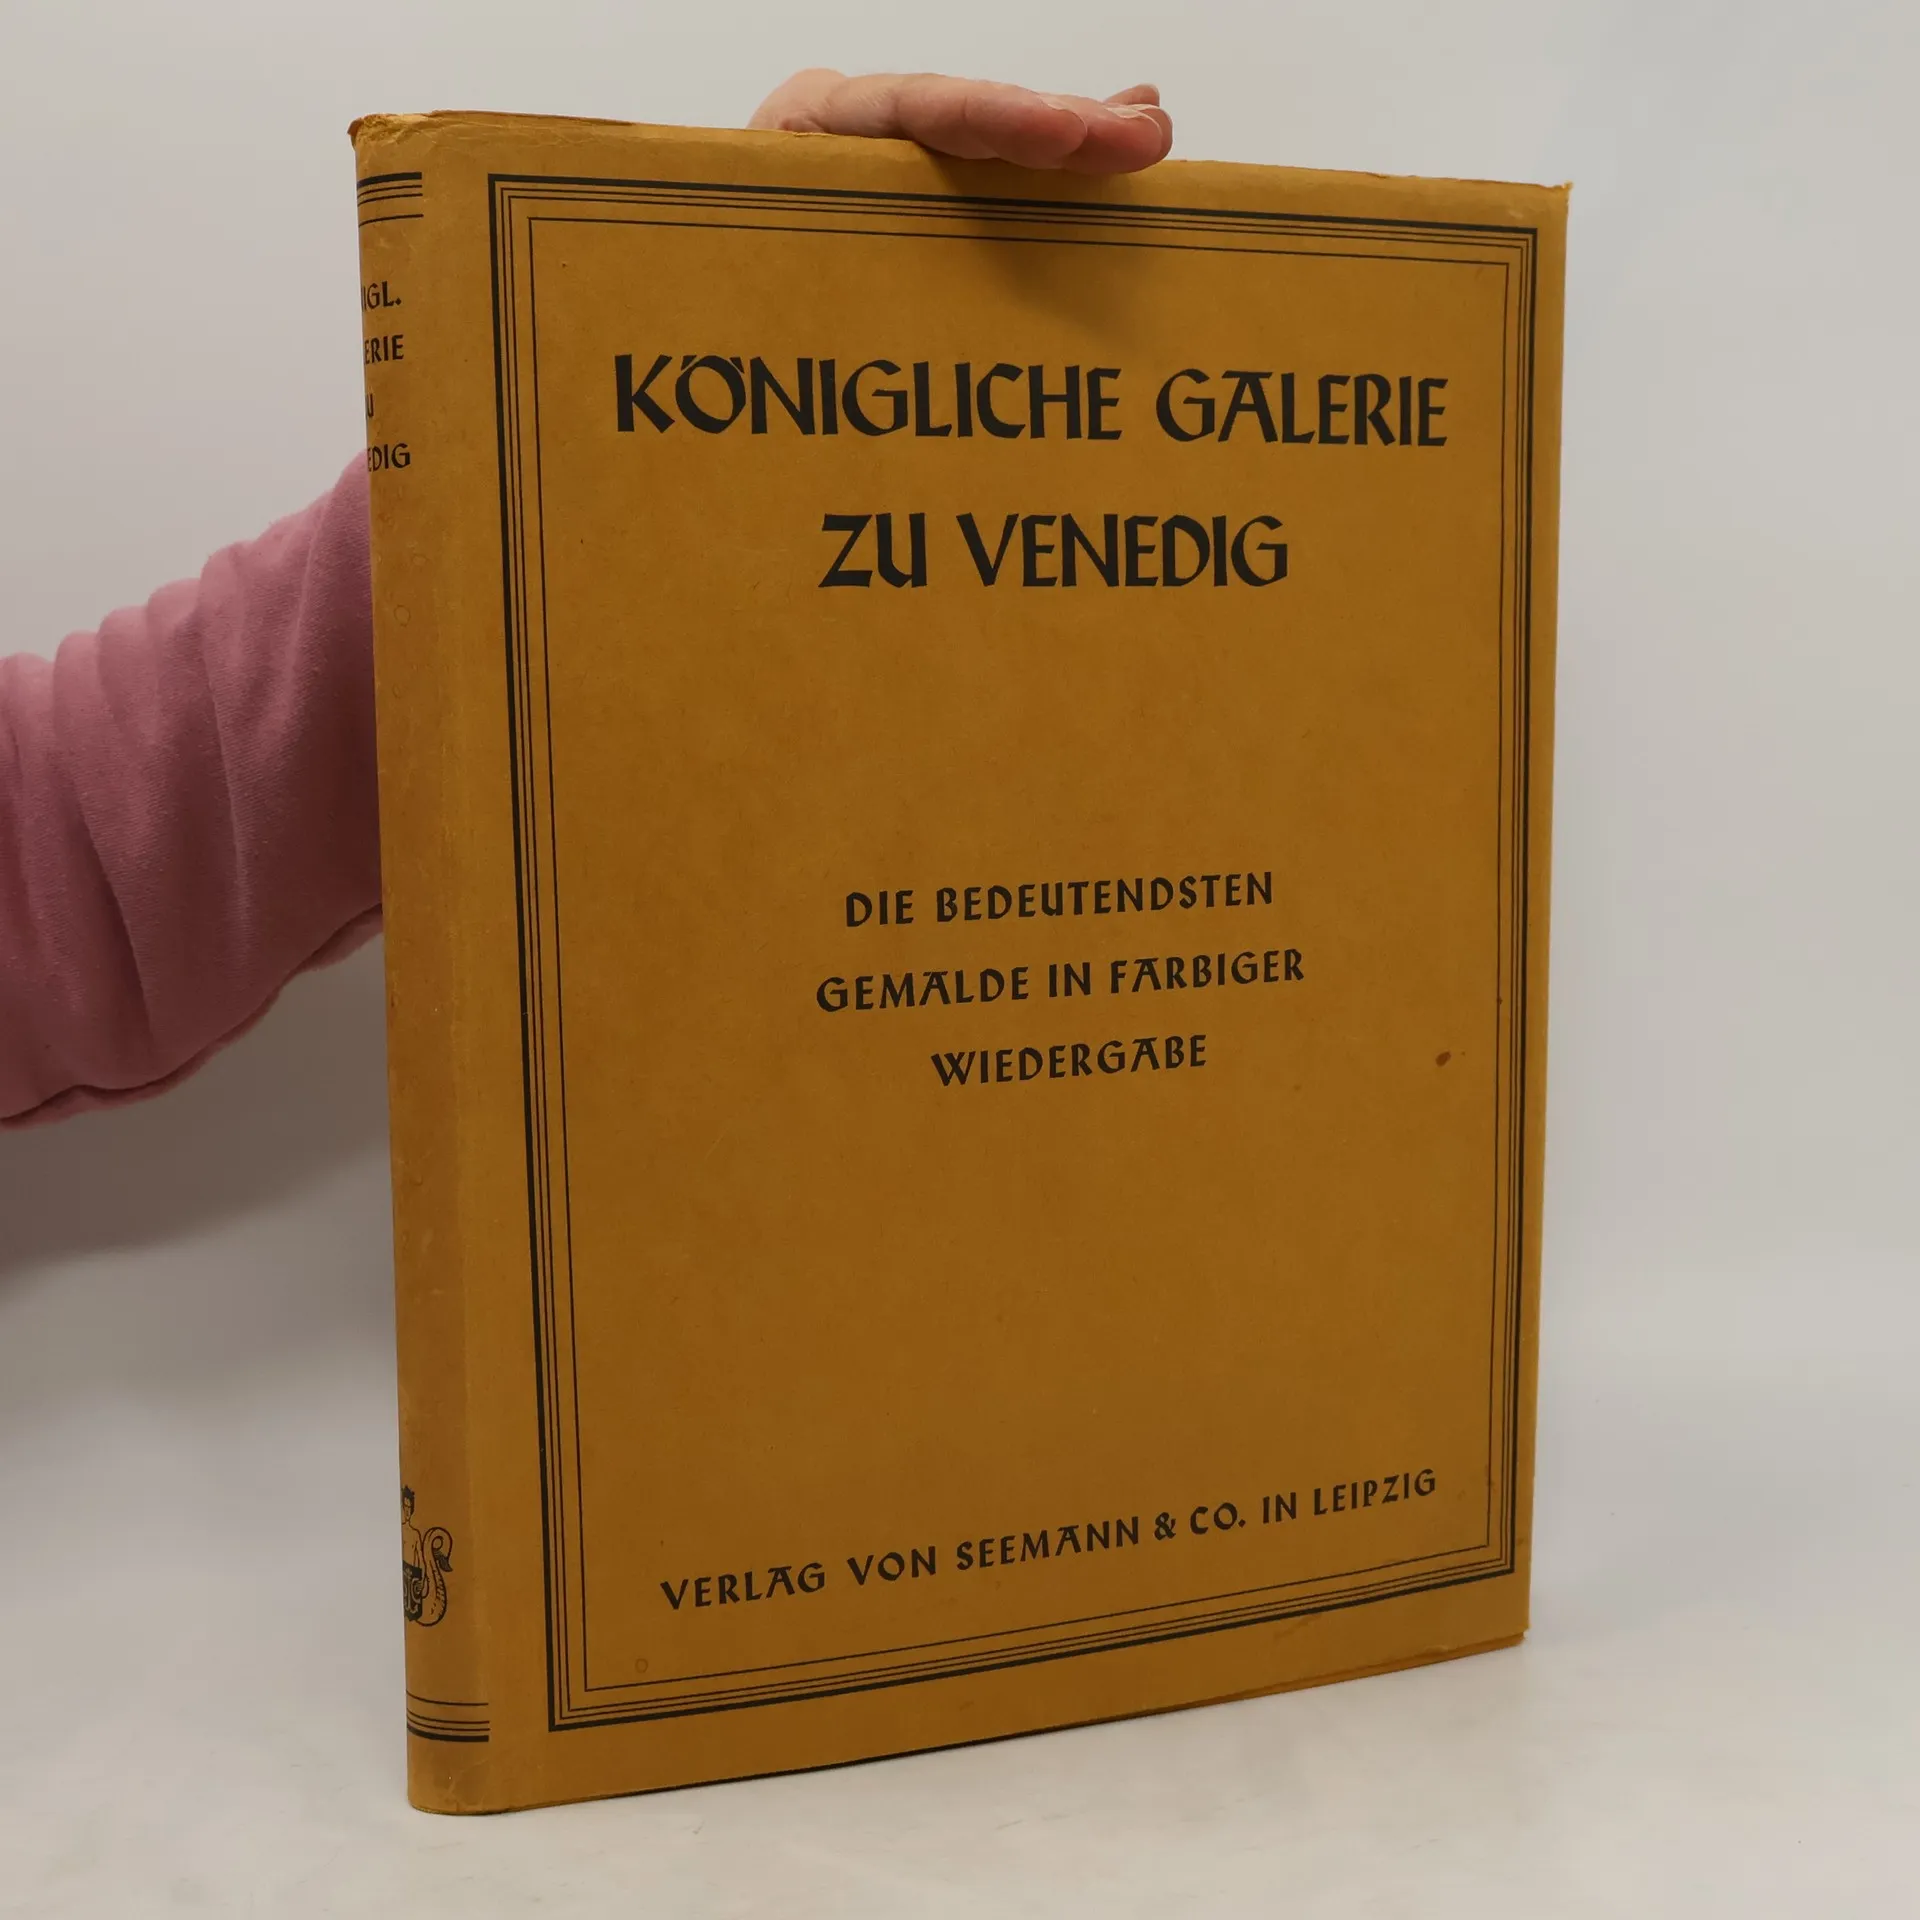 KÖNIGLICHE GALERIE
ZU VENEDIG
DIE BEDEUTENDSTEN
GEMALDE IN FARBIGER
WIEDERGABE
VERLAG VON SEEMANN & CO. IN LEIPZIG